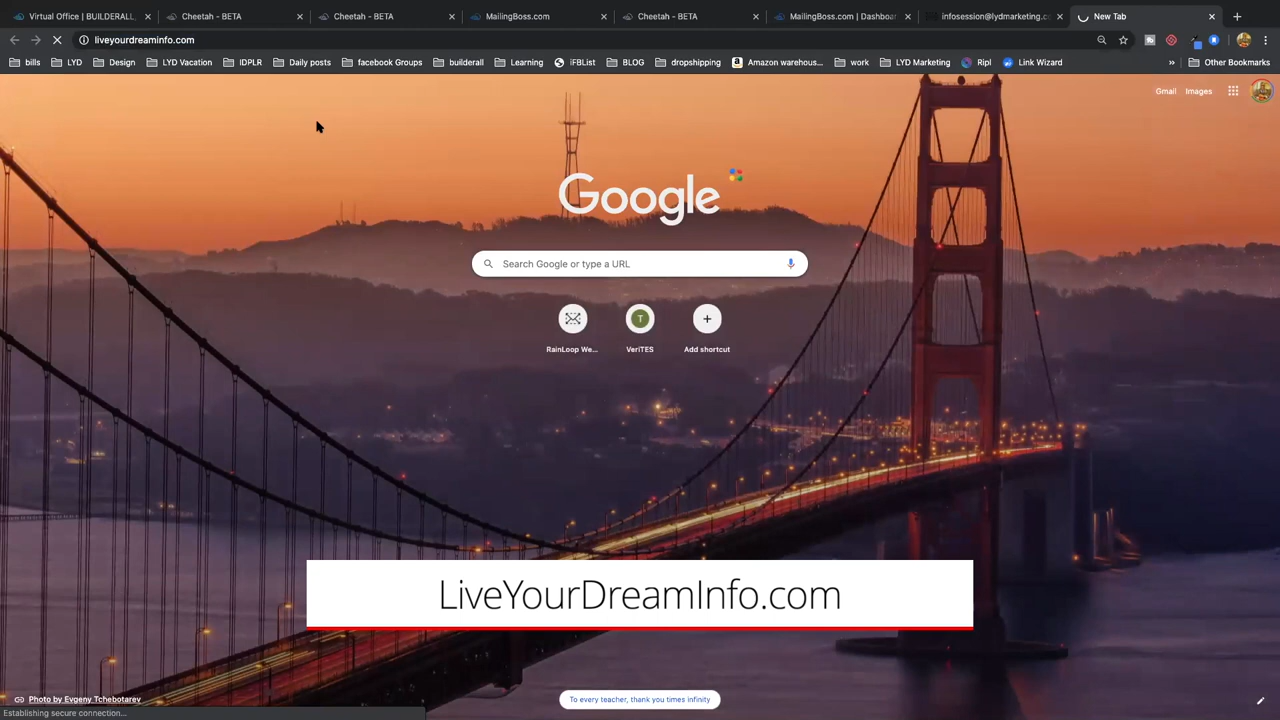 Virtual Office | BUILDERALL
Cheetah - BETA
Cheetah - BETA
MailingBoss.com
Cheetah - BETA
MailingBoss.com | Dashboar
infosession@lydmarketing.c
New Tab
liveyourdreaminfo.com
bills
LYD
Design
LYD Vacation
IDPLR
Daily posts
facebook Groups
builderall
Learning
iFBList
BLOG
dropshipping
Amazon warehous...
work
LYD Marketing
Ripl
Link Wizard
»
Other Bookmarks
Gmail
Images
Google
Search Google or type a URL
T
RainLoop We...
VeriTES
Add shortcut
LiveYourDreamInfo.com
Photo by Evgeny Tchebotarev
To every teacher, thank you times infinity
Establishing secure connection...